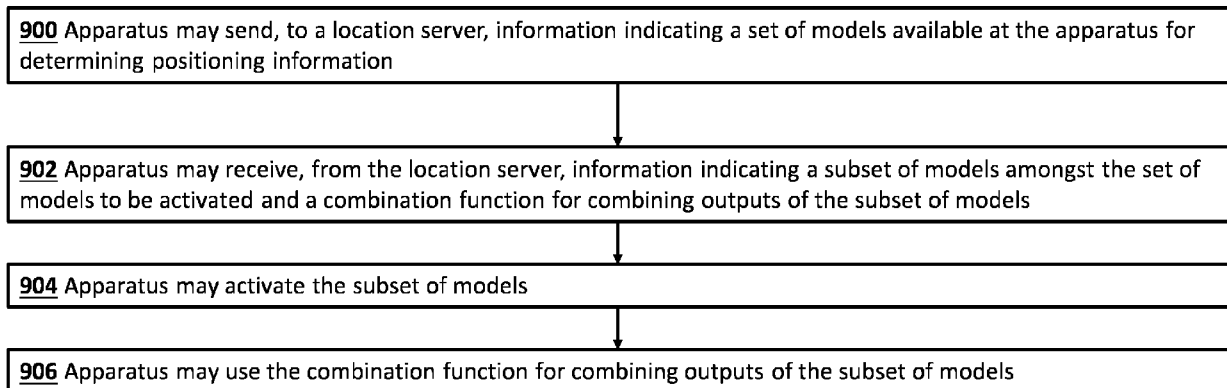 900 Apparatus may send, to a location server, information indicating a set of models available at the apparatus for
determining positioning information
902 Apparatus may receive, from the location server, information indicating a subset of models amongst the set of
models to be activated and a combination function for combining outputs of the subset of models
904 Apparatus may activate the subset of models
906 Apparatus may use the combination function for combining outputs of the subset of models